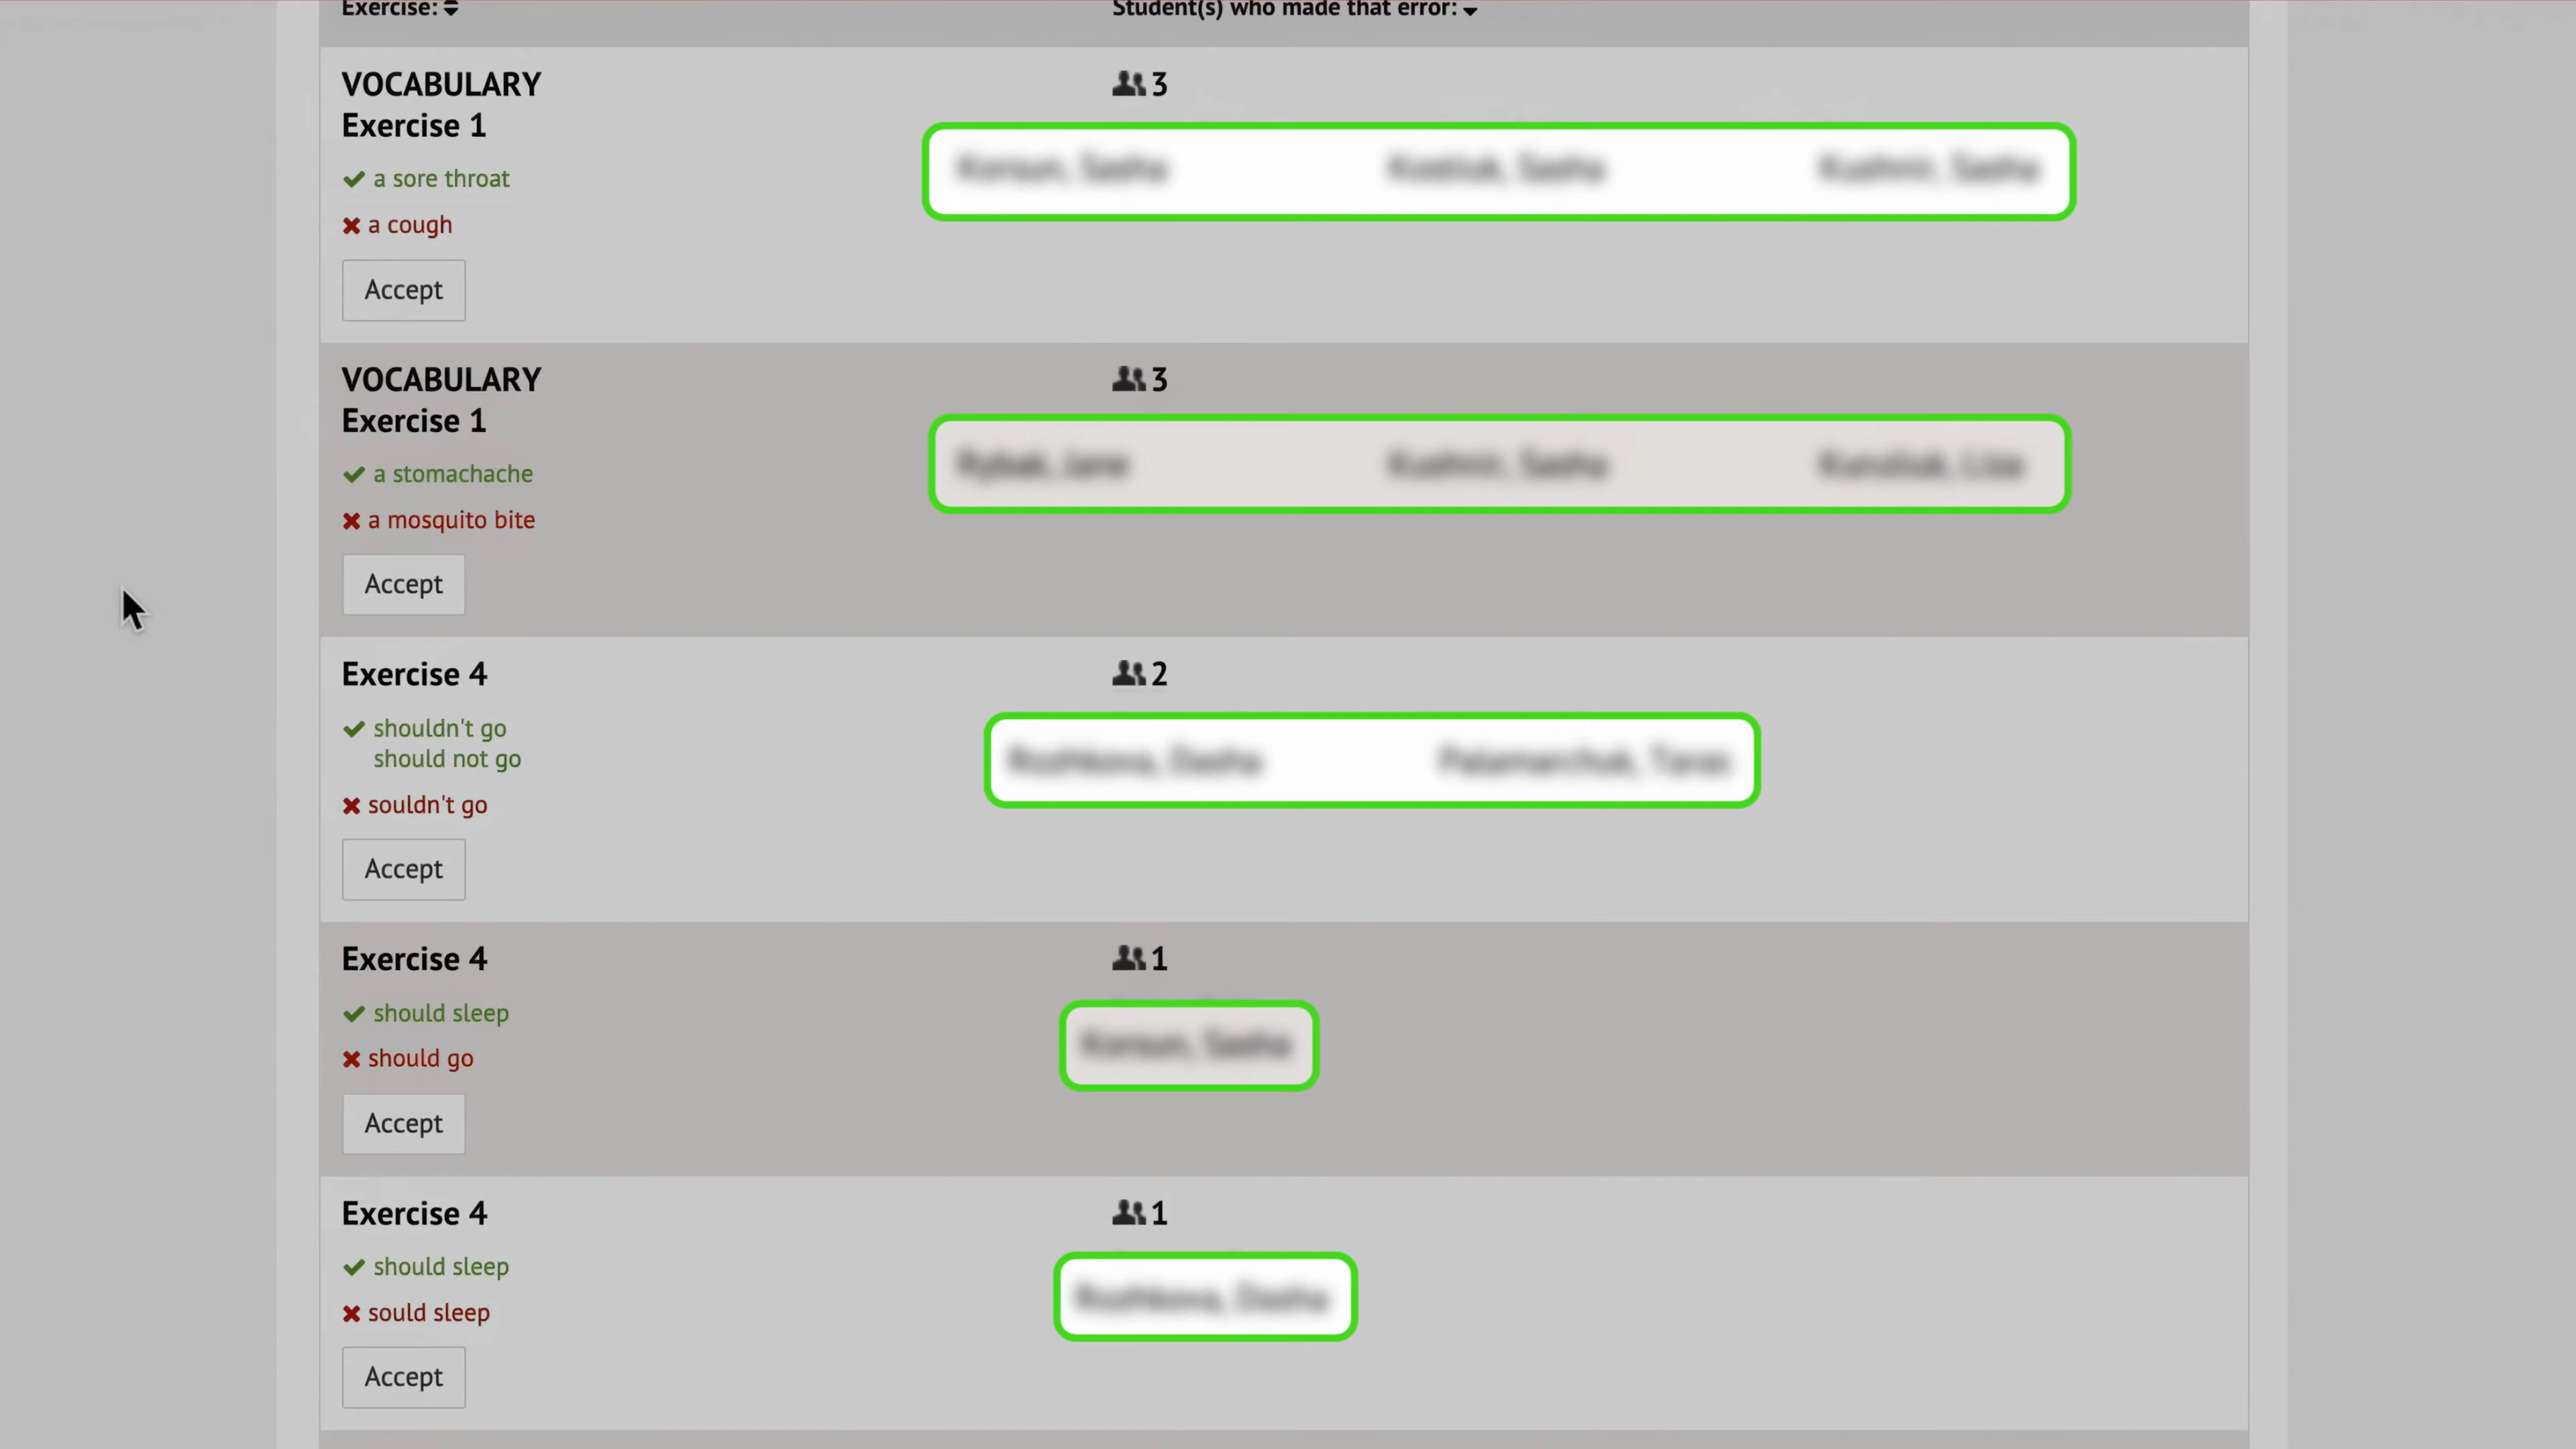 Exercise:
Student(s) who made that error:
VOCABULARY
Exercise 1
3
a sore throat
a cough
Accept
VOCABULARY
Exercise 1
3
a stomachache
a mosquito bite
Accept
Exercise 4
2
shouldn't go
should not go
souldn't go
Accept
Exercise 4
1
should sleep
should go
Accept
Exercise 4
1
should sleep
sould sleep
Accept